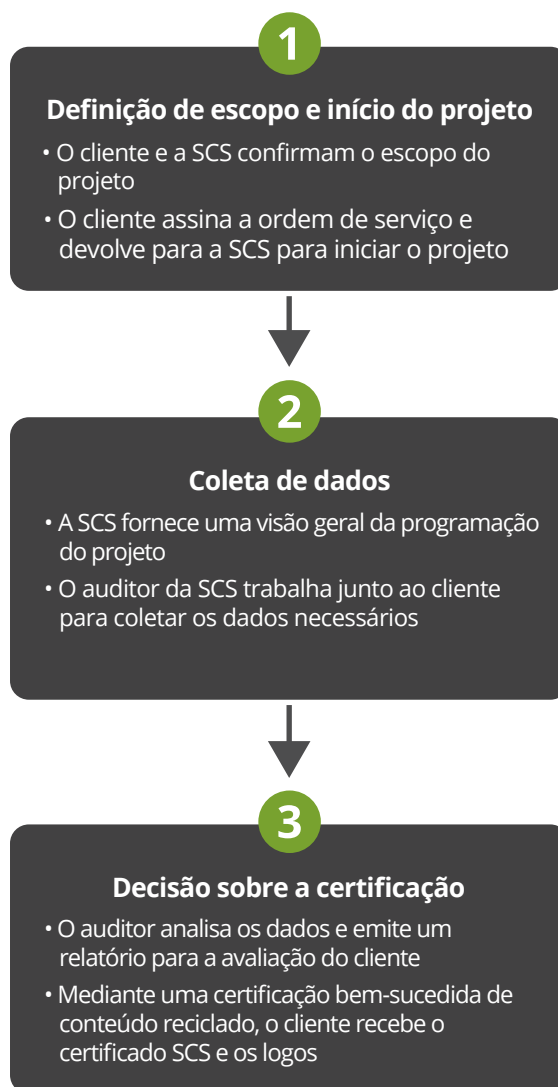 1
Definição de escopo e início do projeto
• O cliente e a SCS confirmam o escopo do
projeto
• O cliente assina a ordem de serviço e
devolve para a SCS para iniciar o projeto
2
Coleta de dados
• A SCS fornece uma visão geral da programação
do projeto
• O auditor da SCS trabalha junto ao cliente
para coletar os dados necessários
3
Decisão sobre a certificação
• O auditor analisa os dados e emite um
relatório para a avaliação do cliente
• Mediante uma certificação bem-sucedida de
conteúdo reciclado, o cliente recebe o
certificado SCS e os logos